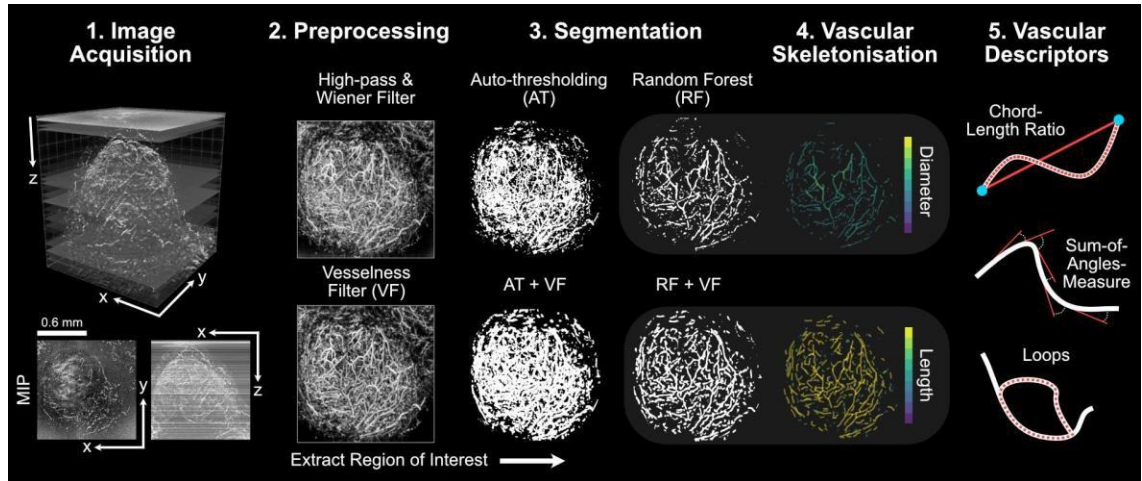 1. Image
Acquisition
z
x
y
0.6 mm
MIP
x
y
x
z
2. Preprocessing
High-pass &
Wiener Filter
Vesselness
Filter (VF)
Extract Region of Interest
3. Segmentation
Auto-thresholding
(AT)
Random Forest
(RF)
AT + VF
RF + VF
4. Vascular
Skeletonisation
Diameter
Length
5. Vascular
Descriptors
Chord-
Length Ratio
Sum-of-
Angles-
Measure
Loops